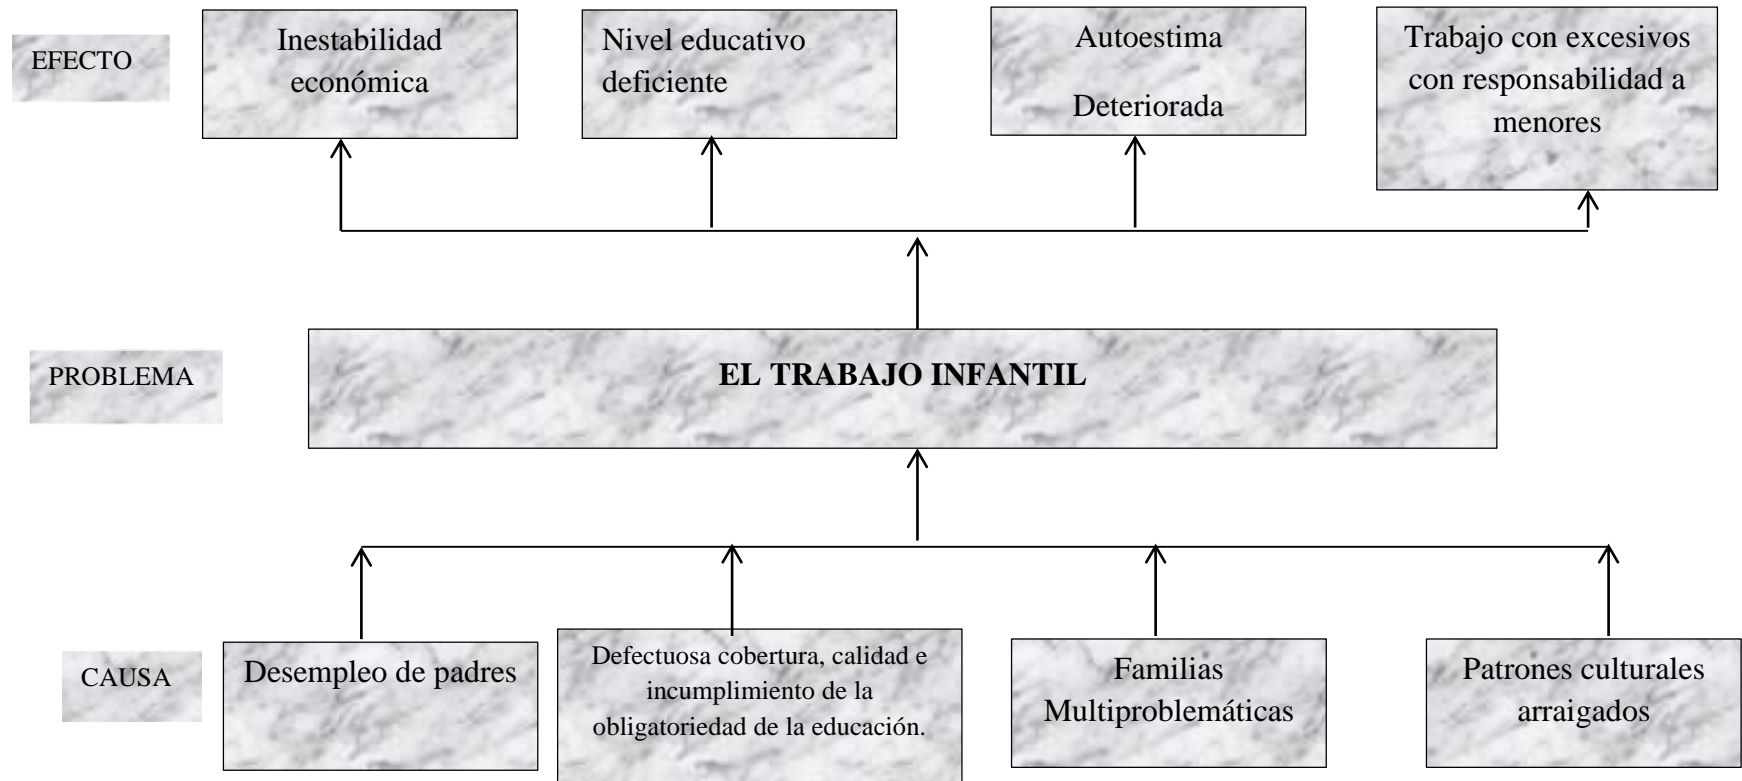 EFECTO
Inestabilidad
económica
Nivel educativo
deficiente
Autoestima
Deteriorada
Trabajo con excesivos
con responsabilidad a
menores
PROBLEMA
EL TRABAJO INFANTIL
CAUSA
Desempleo de padres
Defectuosa cobertura, calidad e
incumplimiento de la
obligatoriedad de la educación.
Familias
Multiproblemáticas
Patrones culturales
arraigados